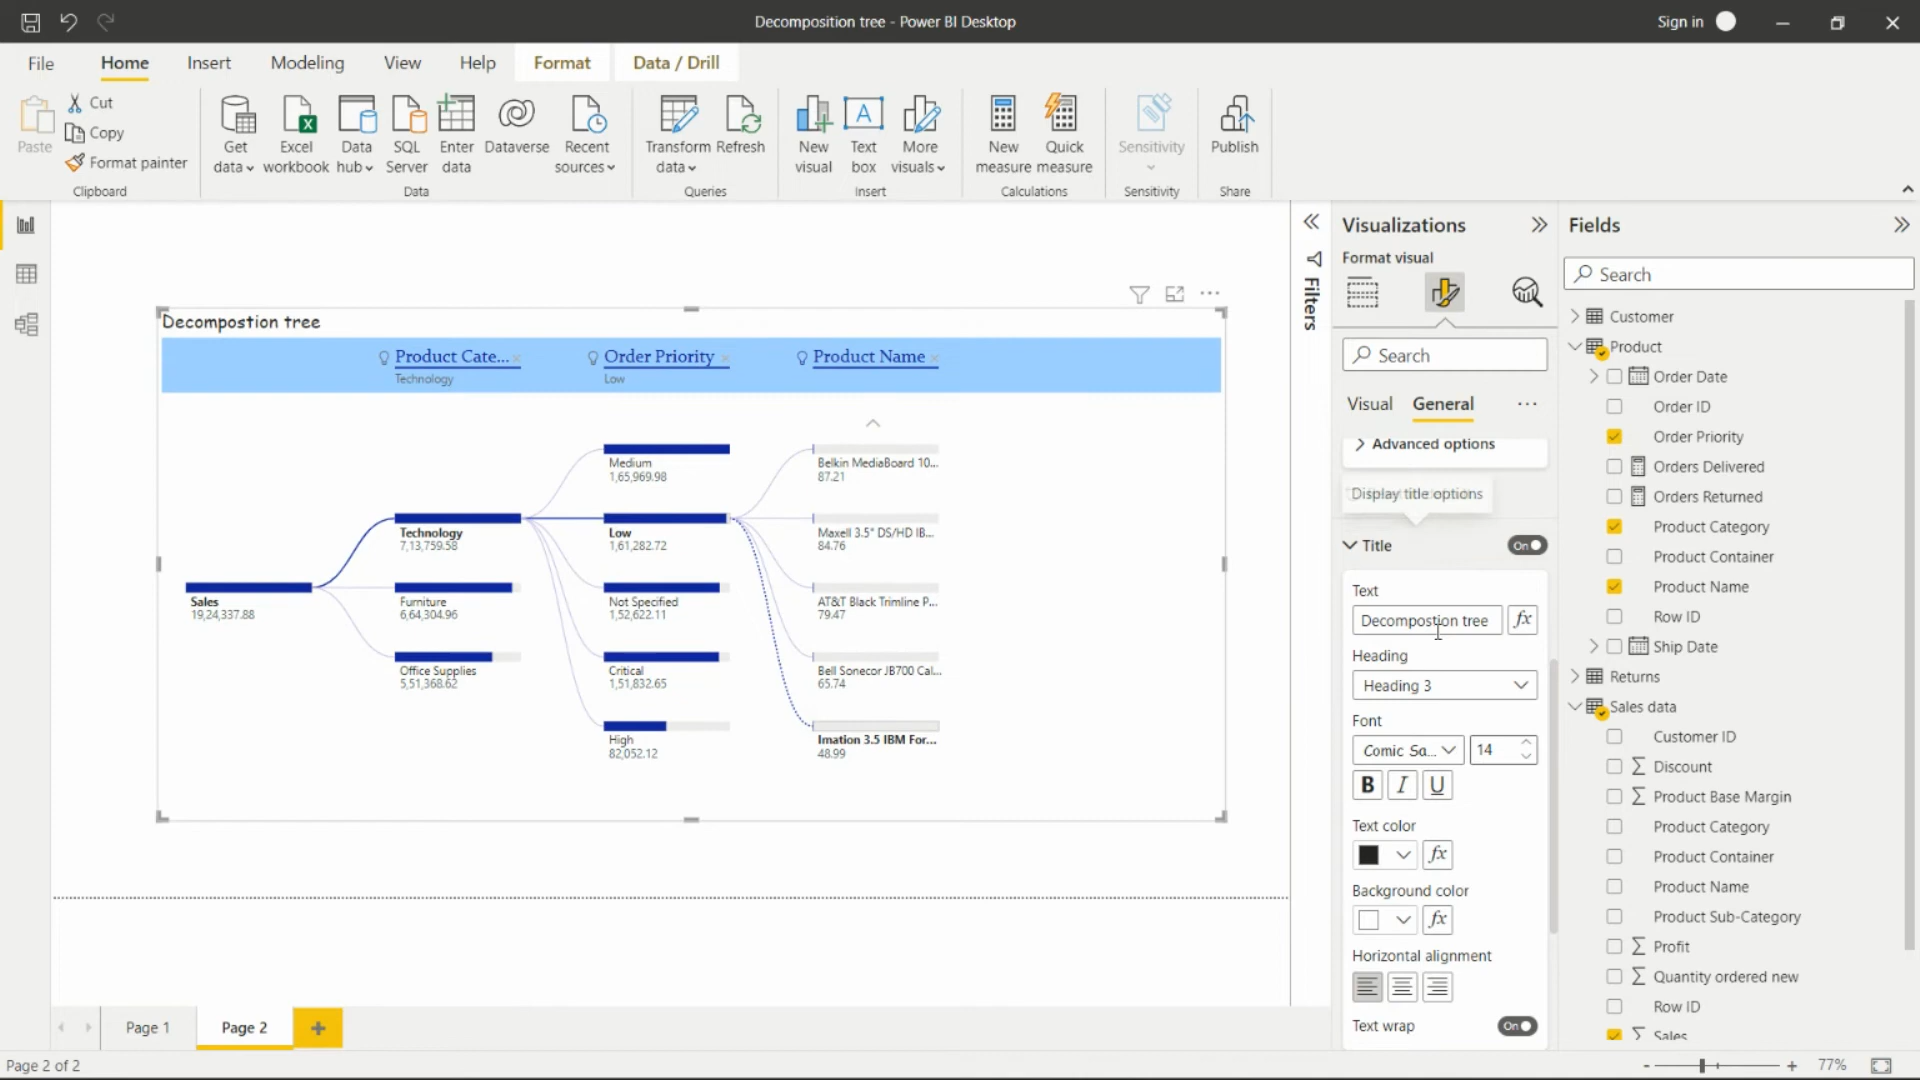 Decomposition tree - Power BI Desktop
Sign in
File Home Insert Modeling View Help Format Data / Drill
Paste
Cut
Copy
Format painter
Clipboard
Get data
Excel workbook
Data hub
SQL Server
Enter data
Dataverse
Recent sources
Data
Transform data
Refresh
Queries
New visual
Text box
More visuals
Insert
New measure
Quick measure
Calculations
Sensitivity
Sensitivity
Publish
Share
Decompostion tree
Product Cate...
Technology
Order Priority
Low
Product Name
Sales
19,24,337.88
Technology
7,13,759.58
Furniture
6,64,304.96
Office Supplies
5,51,368.62
Medium
1,65,969.98
Low
1,61,282.72
Not Specified
1,52,622.11
Critical
1,51,832.65
High
82,052.12
Belkin MediaBoard 10...
87.21
Maxell 3.5" DS/HD IB...
84.76
AT&T Black Trimline P...
79.47
Bell Sonecor JB700 Cal...
65.74
Imation 3.5 IBM For...
48.99
Filters
Visualizations
Format visual
Search
Visual General ...
Advanced options
Display title options
Title On
Text
Decompostion tree fx
Heading
Heading 3
Font
Comic Sa... 14
B I U
Text color
fx
Background color
fx
Horizontal alignment
Text wrap On
Fields
Search
Customer
Product
Order Date
Order ID
Order Priority
Orders Delivered
Orders Returned
Product Category
Product Container
Product Name
Row ID
Ship Date
Returns
Sales data
Customer ID
Discount
Product Base Margin
Product Category
Product Container
Product Name
Product Sub-Category
Profit
Quantity ordered new
Row ID
Sales
Page 1 Page 2 +
Page 2 of 2
- + 77%